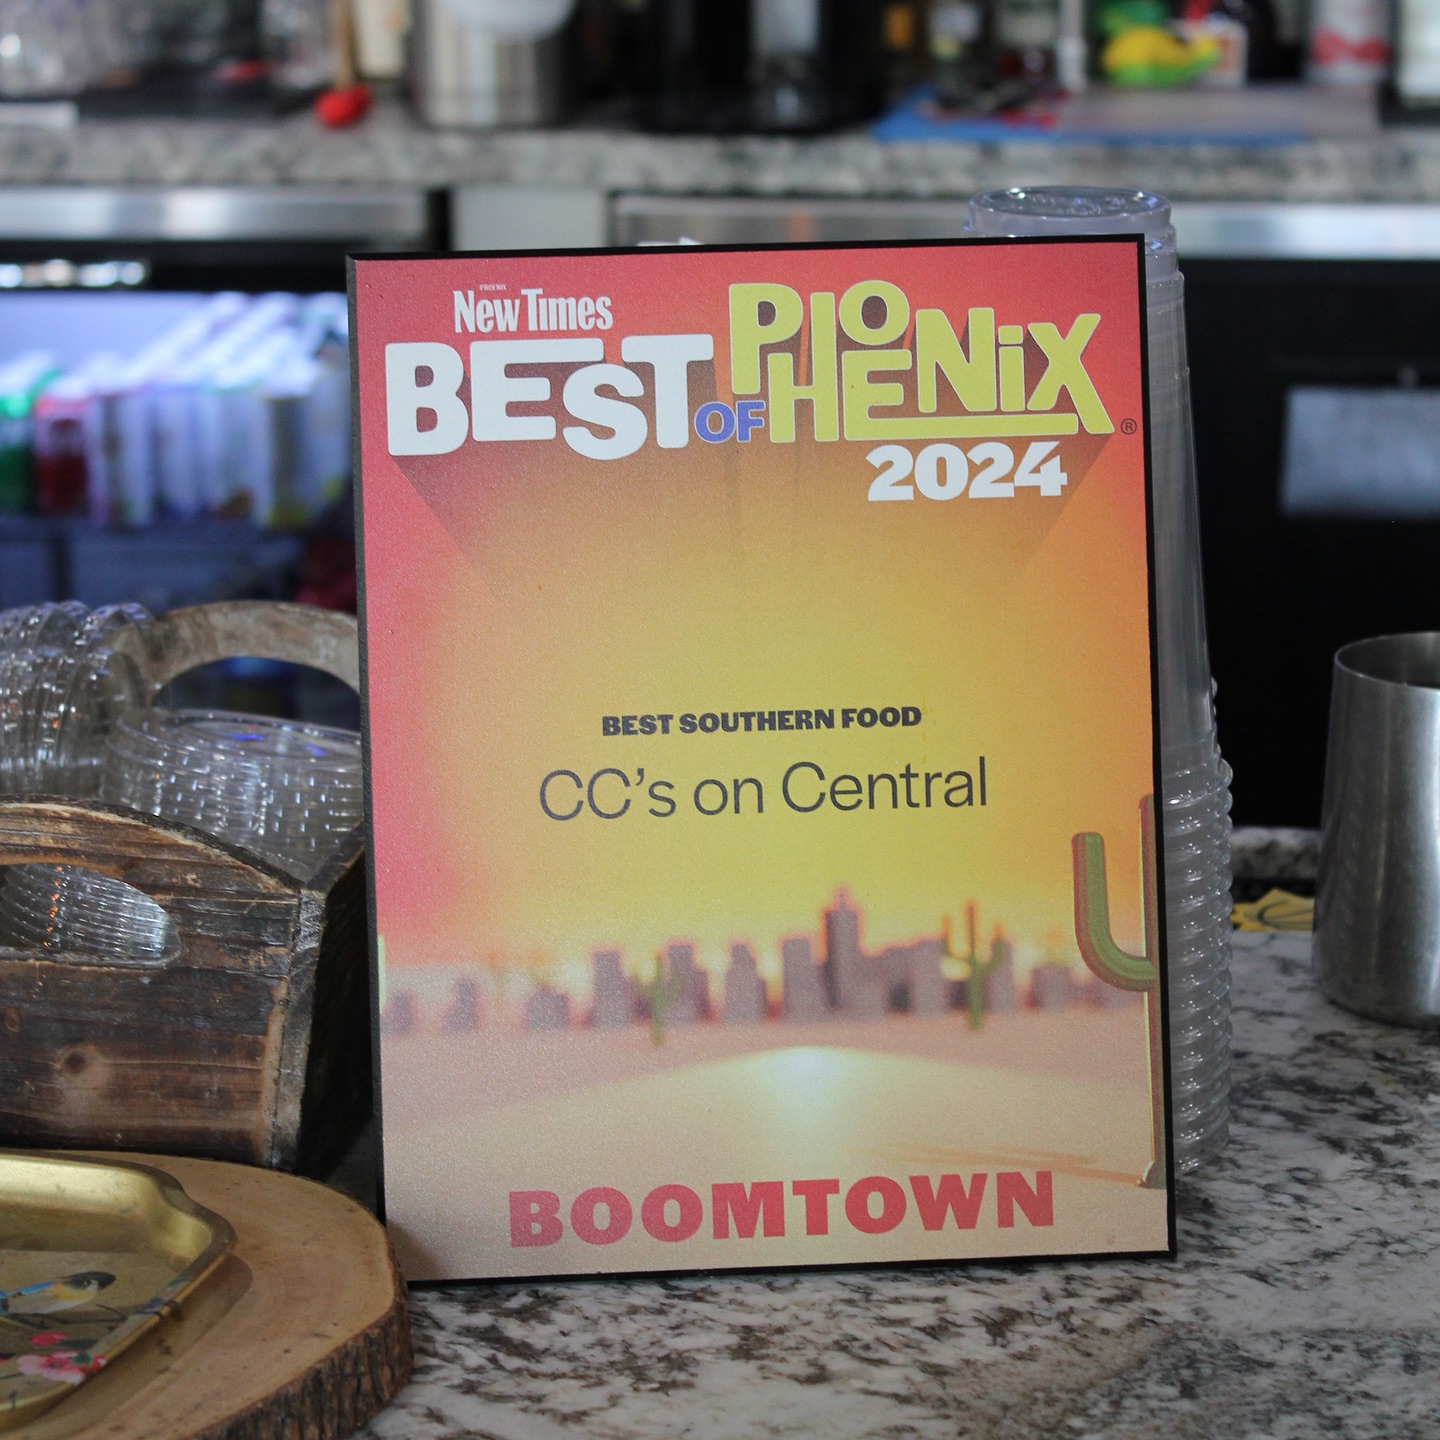 PHOENIX
New Times
BEST OF PHOENIX ®
2024
BEST SOUTHERN FOOD
CC's on Central
BOOMTOWN